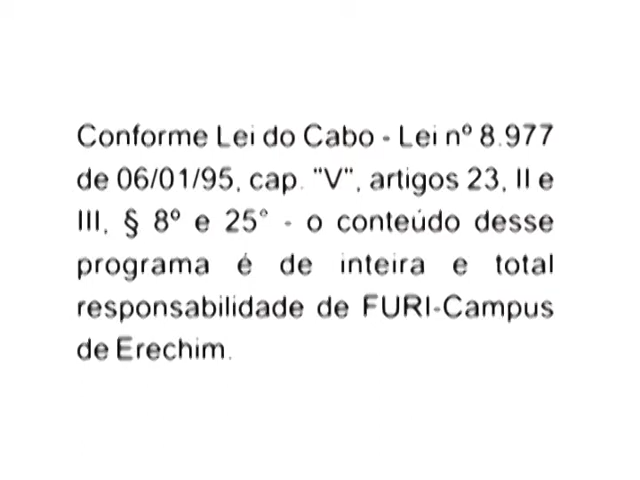 Conforme Lei do Cabo - Lei nº 8.977
de 06/01/95, cap. "V", artigos 23, II e
III, § 8º e 25° - o conteúdo desse
programa é de inteira e total
responsabilidade de FURI-Campus
de Erechim.